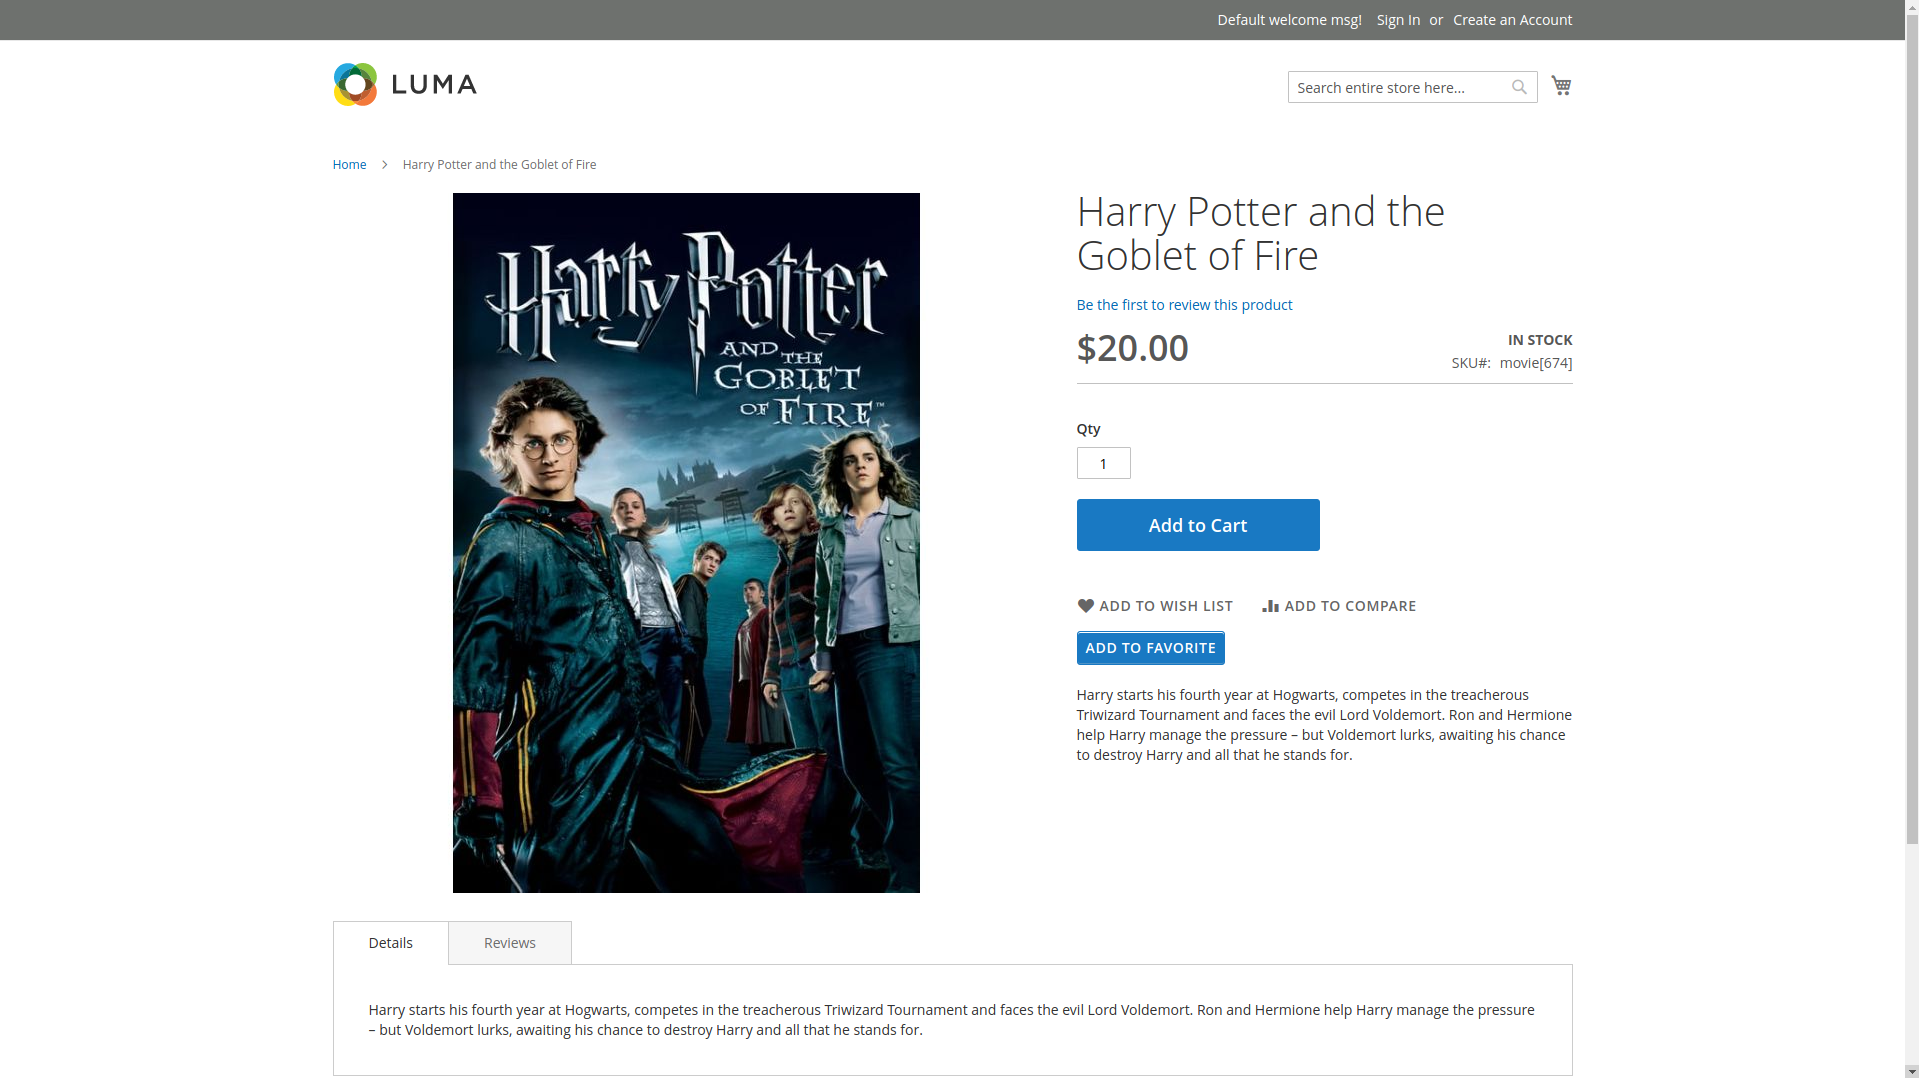 Default welcome msg! Sign In or Create an Account
LUMA
Search entire store here...
Home Harry Potter and the Goblet of Fire
Harry Potter
AND THE
GOBLET
OF FIRE™
Harry Potter and the
Goblet of Fire
Be the first to review this product
$20.00
IN STOCK
SKU#: movie[674]
Qty
1
Add to Cart
ADD TO WISH LIST ADD TO COMPARE
ADD TO FAVORITE
Harry starts his fourth year at Hogwarts, competes in the treacherous
Triwizard Tournament and faces the evil Lord Voldemort. Ron and Hermione
help Harry manage the pressure – but Voldemort lurks, awaiting his chance
to destroy Harry and all that he stands for.
Details Reviews
Harry starts his fourth year at Hogwarts, competes in the treacherous Triwizard Tournament and faces the evil Lord Voldemort. Ron and Hermione help Harry manage the pressure
– but Voldemort lurks, awaiting his chance to destroy Harry and all that he stands for.